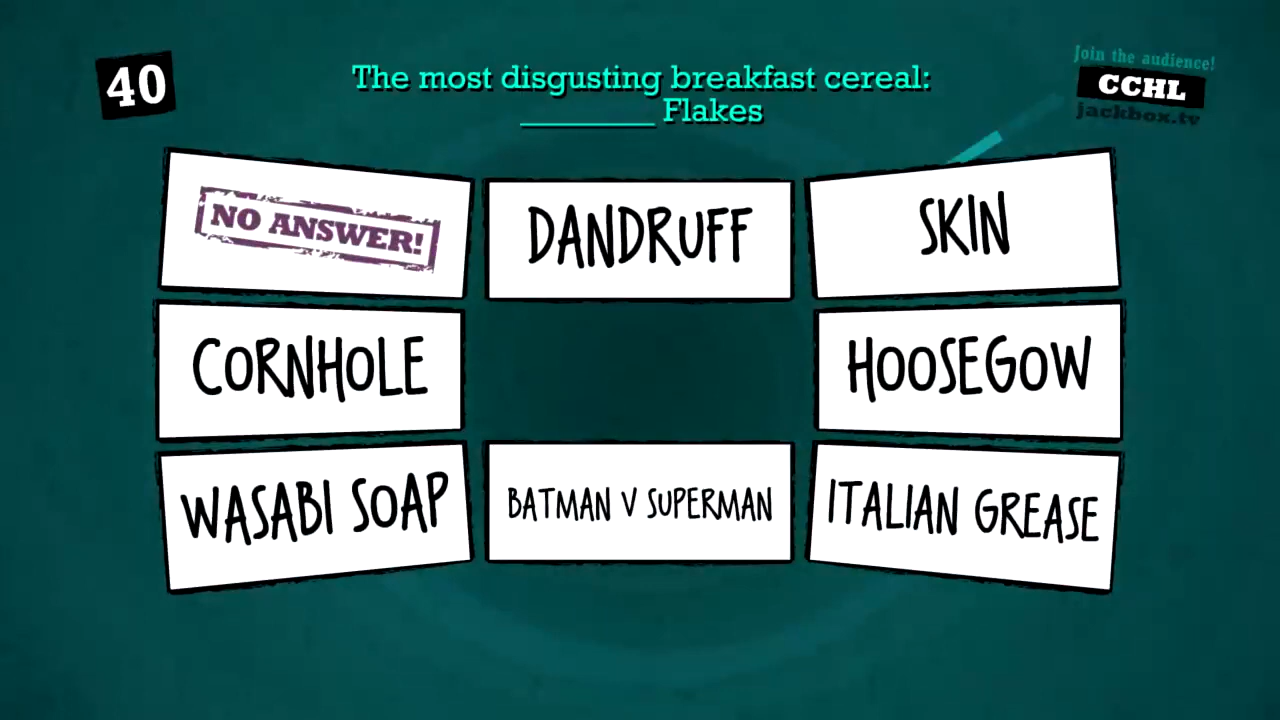 40
The most disgusting breakfast cereal:
________ Flakes
Join the audience!
CCHL
jackbox.tv
NO ANSWER!
DANDRUFF
SKIN
CORNHOLE
HOOSEGOW
WASABI SOAP
BATMAN V SUPERMAN
ITALIAN GREASE